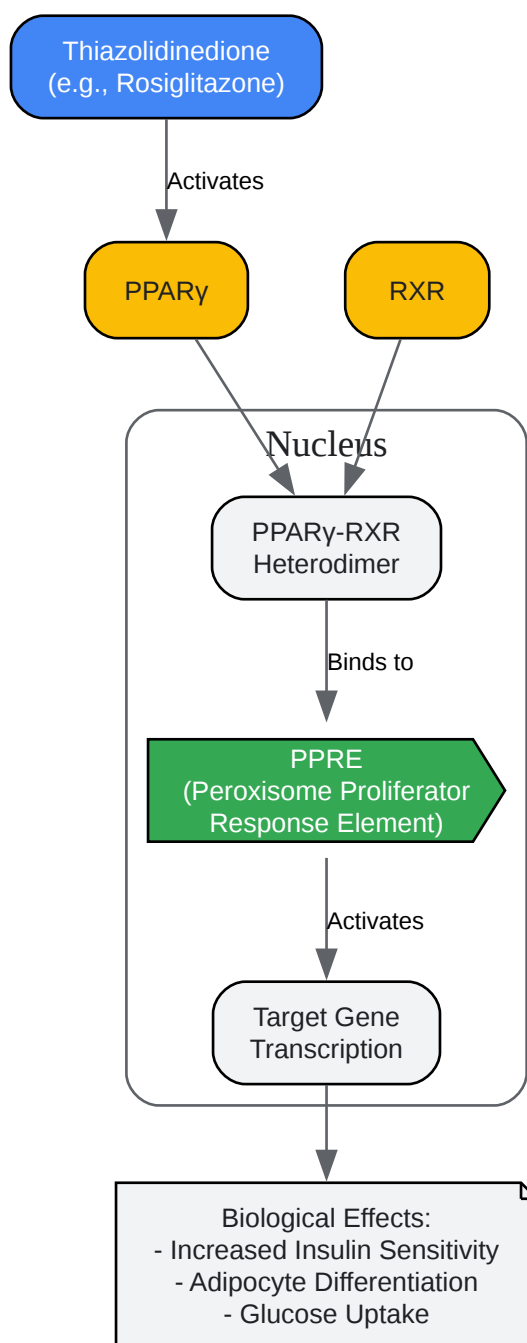 Thiazolidinedione
(e.g., Rosiglitazone)
Activates
PPARγ
RXR
Nucleus
PPARγ-RXR
Heterodimer
Binds to
PPRE
(Peroxisome Proliferator
Response Element)
Activates
Target Gene
Transcription
Biological Effects:
- Increased Insulin Sensitivity
- Adipocyte Differentiation
- Glucose Uptake